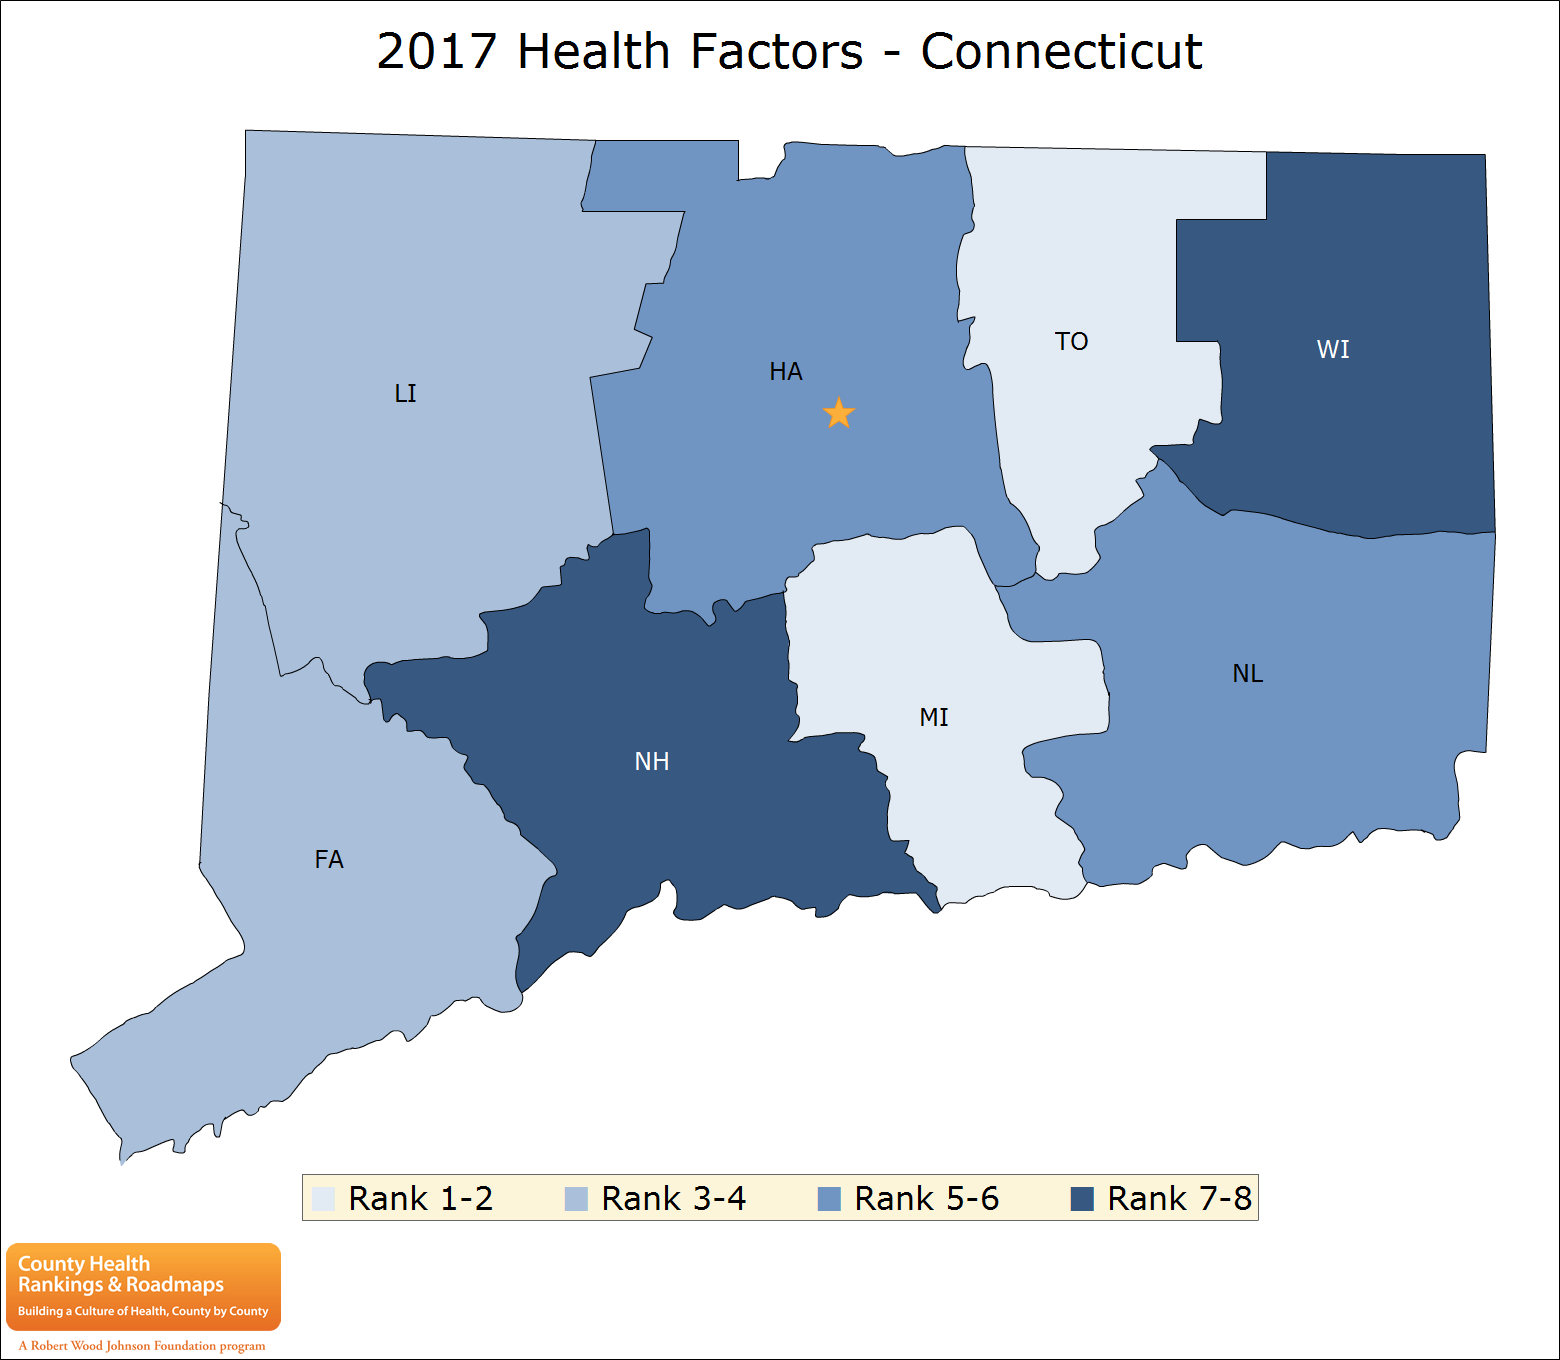 2017 Health Factors - Connecticut
TO
WI
HA
LI
NL
MI
NH
FA
Rank 1-2 Rank 3-4 Rank 5-6 Rank 7-8
County Health
Rankings & Roadmaps
Building a Culture of Health, County by County
A Robert Wood Johnson Foundation program